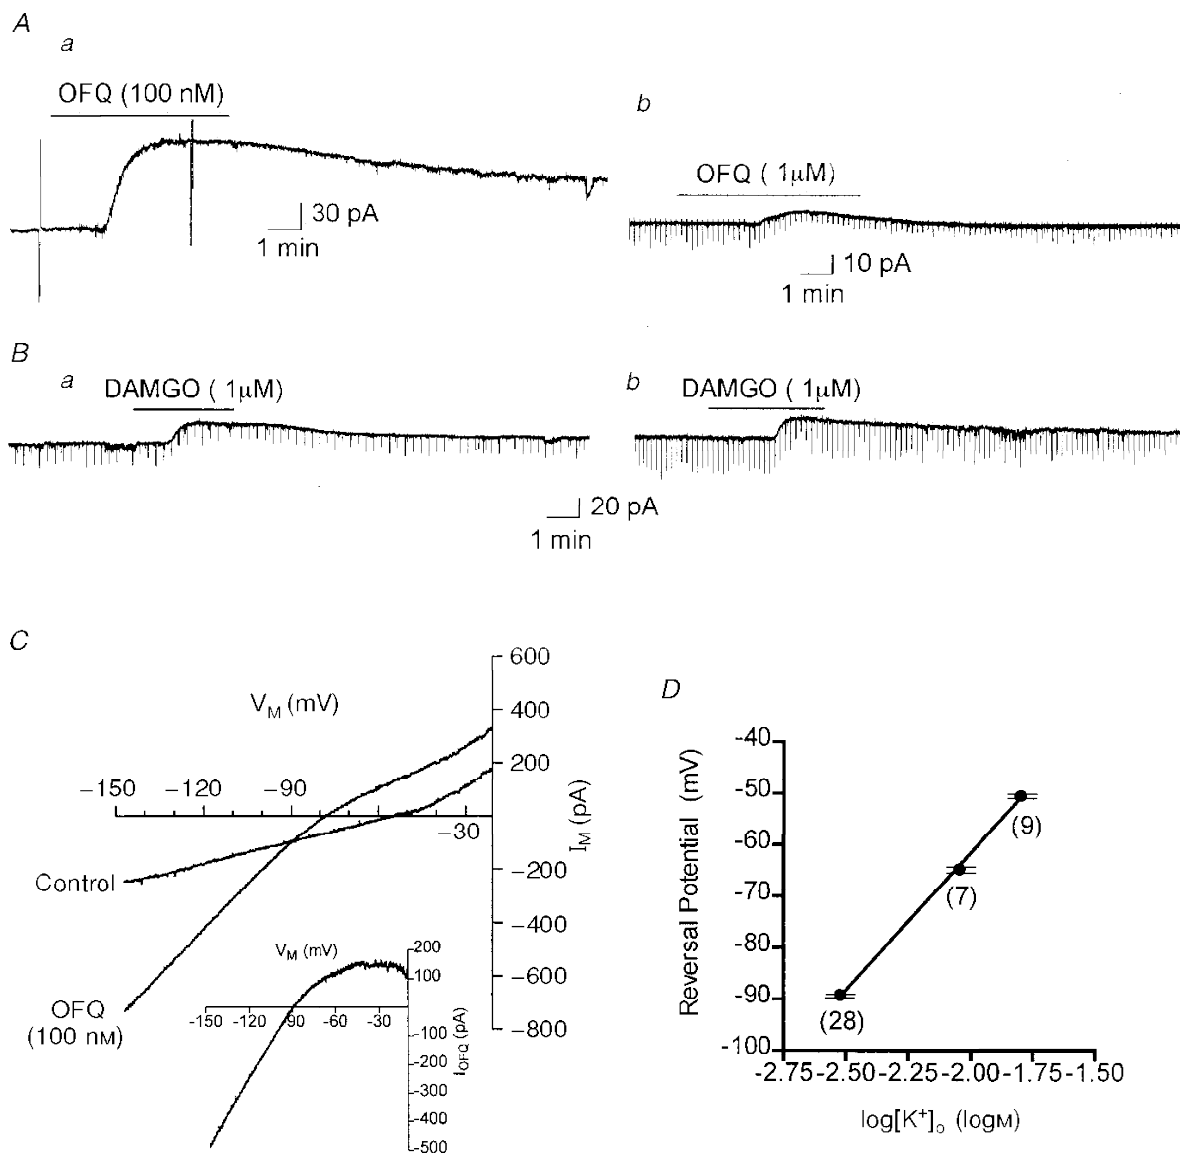 A
a
OFQ (100 nM)
30 pA
1 min
b
OFQ ( 1µM)
10 pA
1 min
B
a
DAMGO ( 1µM)
b
DAMGO ( 1µM)
20 pA
1 min
C
V_M (mV)
600
400
200
−150
−120
−90
−30
I_M (pA)
−200
−400
−600
−800
Control
OFQ
(100 nM)
V_M (mV)
200
100
-150
-120
-90
-60
-30
-100
-200
-300
-400
-500
I_OFQ (pA)
D
Reversal Potential (mV)
-40
-50
-60
-70
-80
-90
-100
(9)
(7)
(28)
-2.75 -2.50 -2.25 -2.00 -1.75 -1.50
log[K⁺]ₒ (logM)